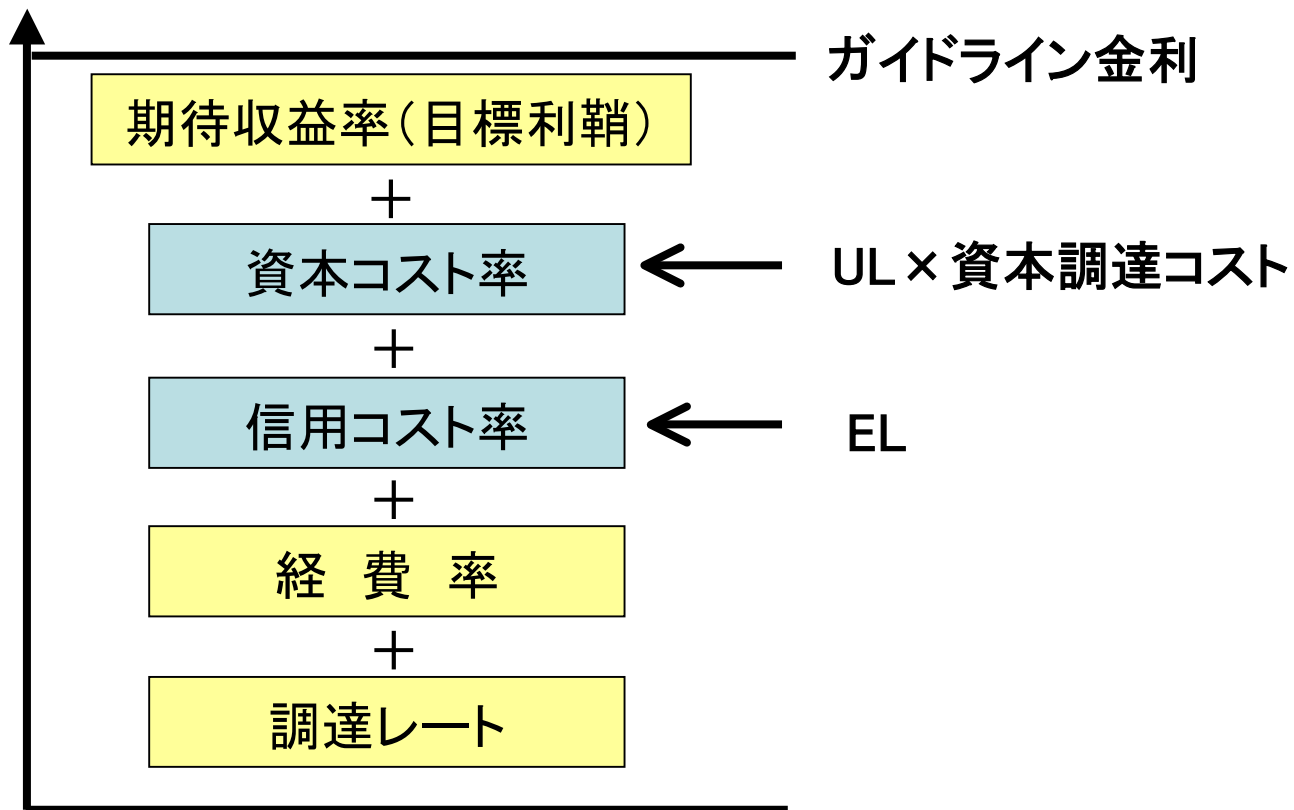 ガイドライン金利
期待収益率（目標利鞘）
＋
資本コスト率
UL×資本調達コスト
＋
信用コスト率
EL
＋
経　費　率
＋
調達レート